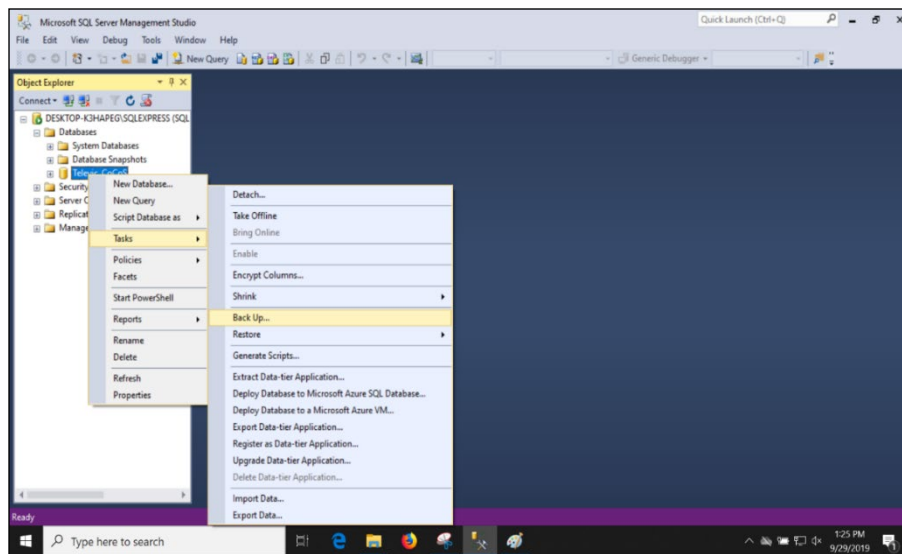 Microsoft SQL Server Management Studio
Quick Launch (Ctrl+Q)
File Edit View Debug Tools Window Help
New Query
Generic Debugger
Object Explorer
Connect
DESKTOP-K3HAPEG\SQLEXPRESS (SQL
Databases
System Databases
Database Snapshots
Televic_CoCoS
Security
Server O
Replicat
Manage
New Database...
New Query
Script Database as
Tasks
Policies
Facets
Start PowerShell
Reports
Rename
Delete
Refresh
Properties
Detach...
Take Offline
Bring Online
Enable
Encrypt Columns...
Shrink
Back Up...
Restore
Generate Scripts...
Extract Data-tier Application...
Deploy Database to Microsoft Azure SQL Database...
Deploy Database to a Microsoft Azure VM...
Export Data-tier Application...
Register as Data-tier Application...
Upgrade Data-tier Application...
Delete Data-tier Application...
Import Data...
Export Data...
Ready
Type here to search
1:25 PM
9/29/2019